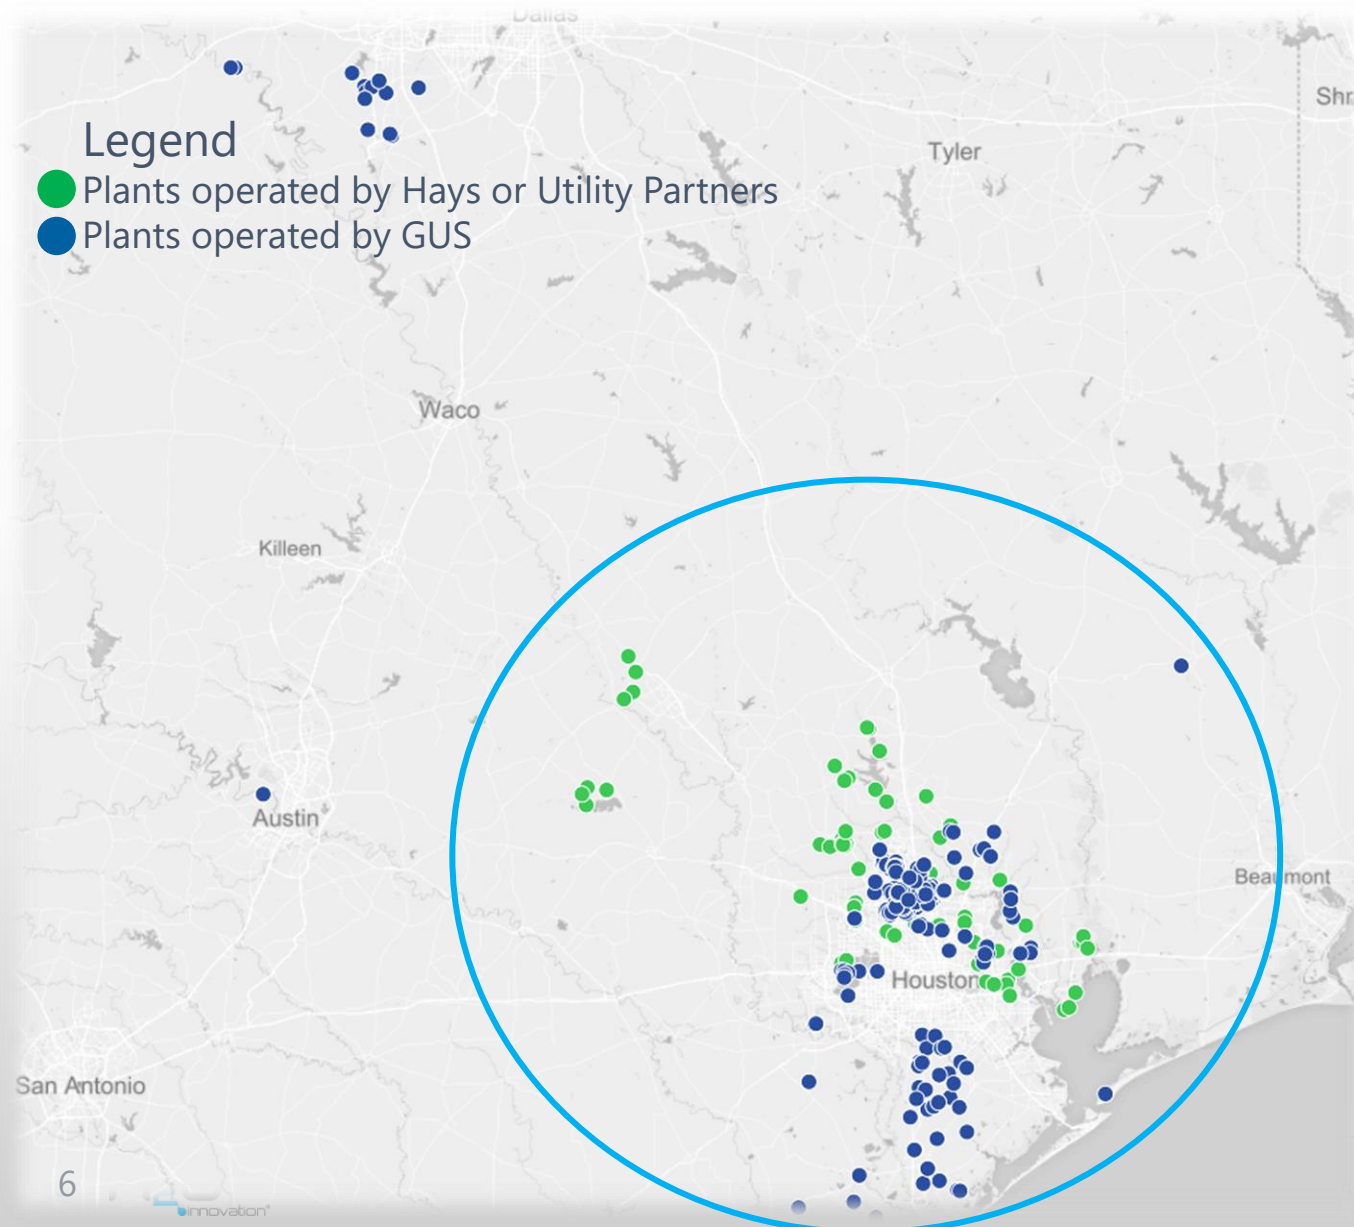 Dallas
Shr
Legend
Tyler
Plants operated by Hays or Utility Partners
Plants operated by GUS
Waco
Killeen
Austin
Beaumont
Houston
San Antonio
6
innovation